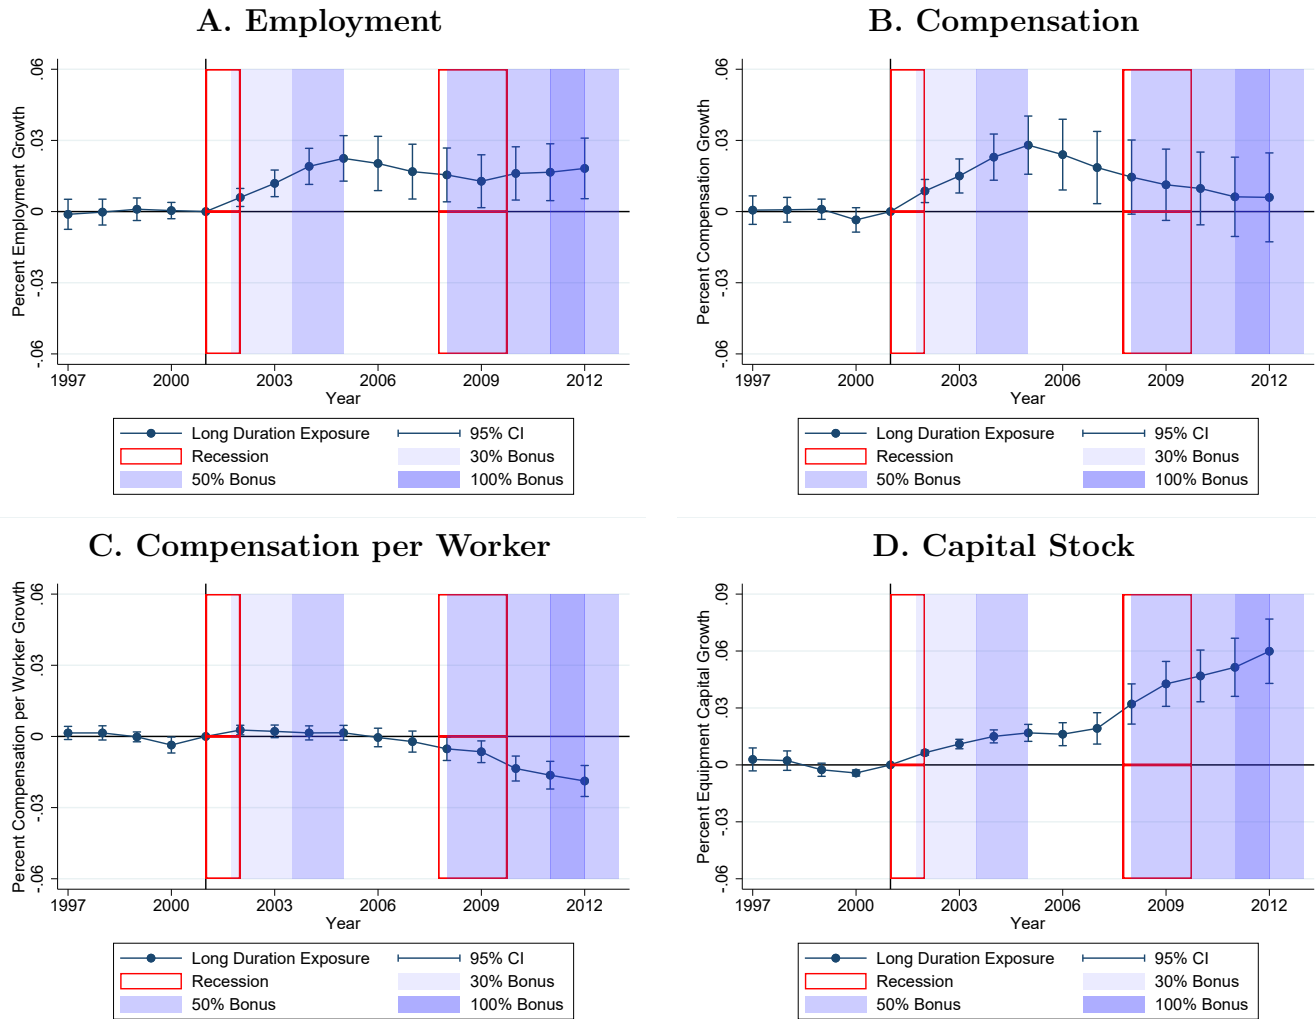 A. Employment
Percent Employment Growth
.06
.03
0
-.03
-.06
1997 2000 2003 2006 2009 2012
Year
Long Duration Exposure 95% CI
Recession 30% Bonus
50% Bonus 100% Bonus
B. Compensation
Percent Compensation Growth
.06
.03
0
-.03
-.06
1997 2000 2003 2006 2009 2012
Year
Long Duration Exposure 95% CI
Recession 30% Bonus
50% Bonus 100% Bonus
C. Compensation per Worker
Percent Compensation per Worker Growth
.06
.03
0
-.03
-.06
1997 2000 2003 2006 2009 2012
Year
Long Duration Exposure 95% CI
Recession 30% Bonus
50% Bonus 100% Bonus
D. Capital Stock
Percent Equipment Capital Growth
.09
.06
.03
0
-.03
-.06
1997 2000 2003 2006 2009 2012
Year
Long Duration Exposure 95% CI
Recession 30% Bonus
50% Bonus 100% Bonus